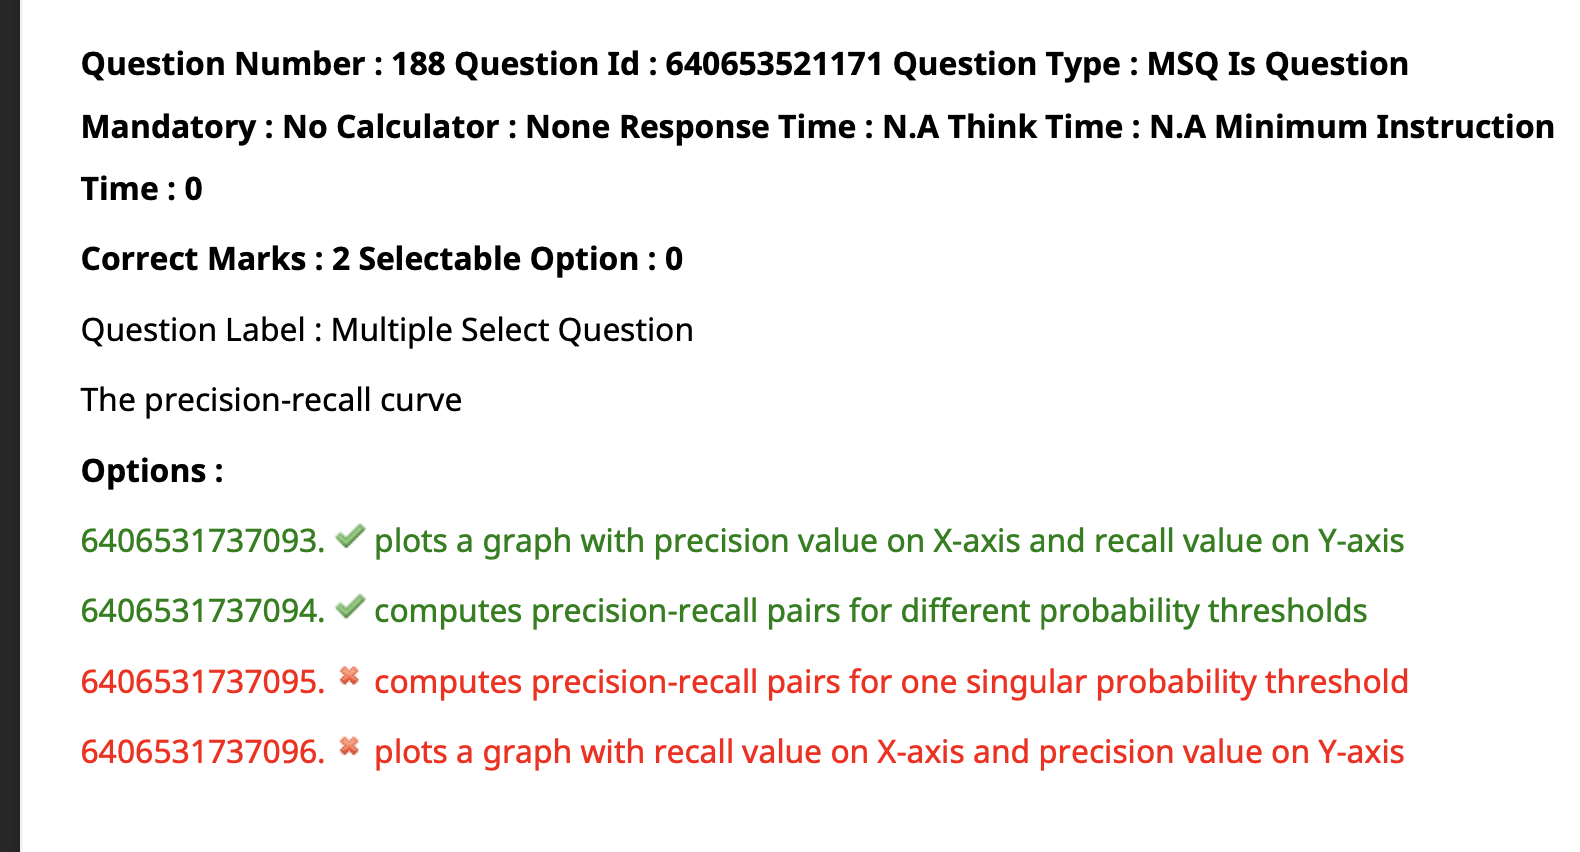 Question Number : 188 Question Id : 640653521171 Question Type : MSQ Is Question
Mandatory : No Calculator : None Response Time : N.A Think Time : N.A Minimum Instruction
Time : 0
Correct Marks : 2 Selectable Option : 0
Question Label : Multiple Select Question
The precision-recall curve
Options :
6406531737093. ✔ plots a graph with precision value on X-axis and recall value on Y-axis
6406531737094. ✔ computes precision-recall pairs for different probability thresholds
6406531737095. ✖ computes precision-recall pairs for one singular probability threshold
6406531737096. ✖ plots a graph with recall value on X-axis and precision value on Y-axis